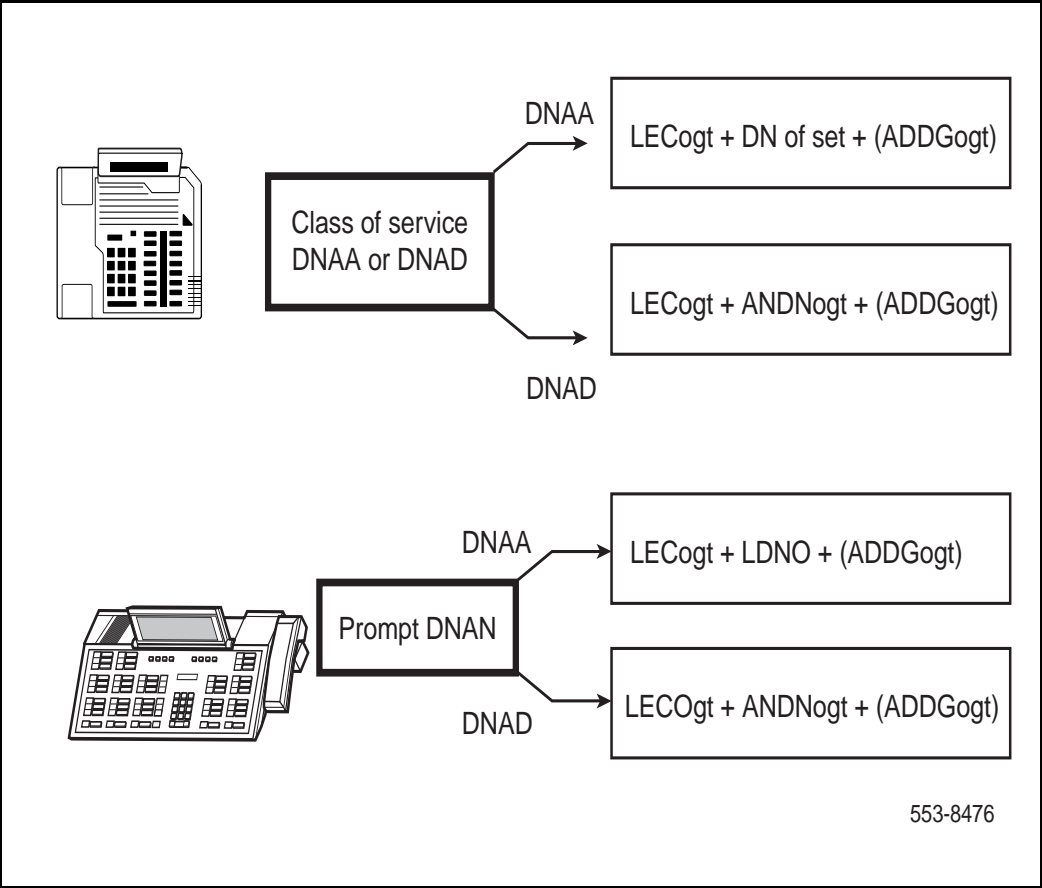 DNAA
LECogt + DN of set + (ADDGogt)
Class of service
DNAA or DNAD
LECogt + ANDNogt + (ADDGogt)
DNAD
DNAA
LECogt + LDNO + (ADDGogt)
Prompt DNAN
LECOgt + ANDNogt + (ADDGogt)
DNAD
553-8476